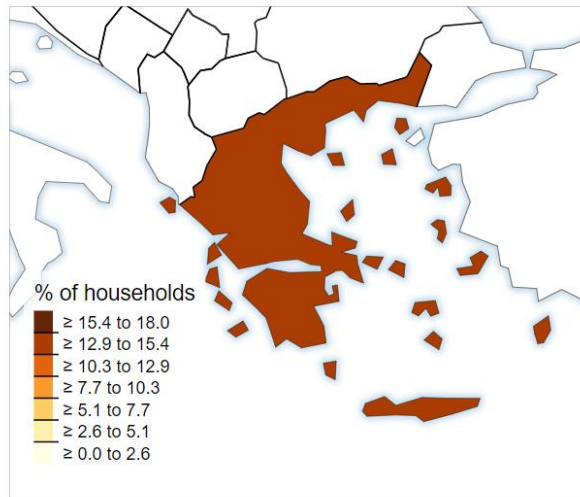 % of households
≥ 15.4 to 18.0
≥ 12.9 to 15.4
≥ 10.3 to 12.9
≥ 7.7 to 10.3
≥ 5.1 to 7.7
≥ 2.6 to 5.1
≥ 0.0 to 2.6